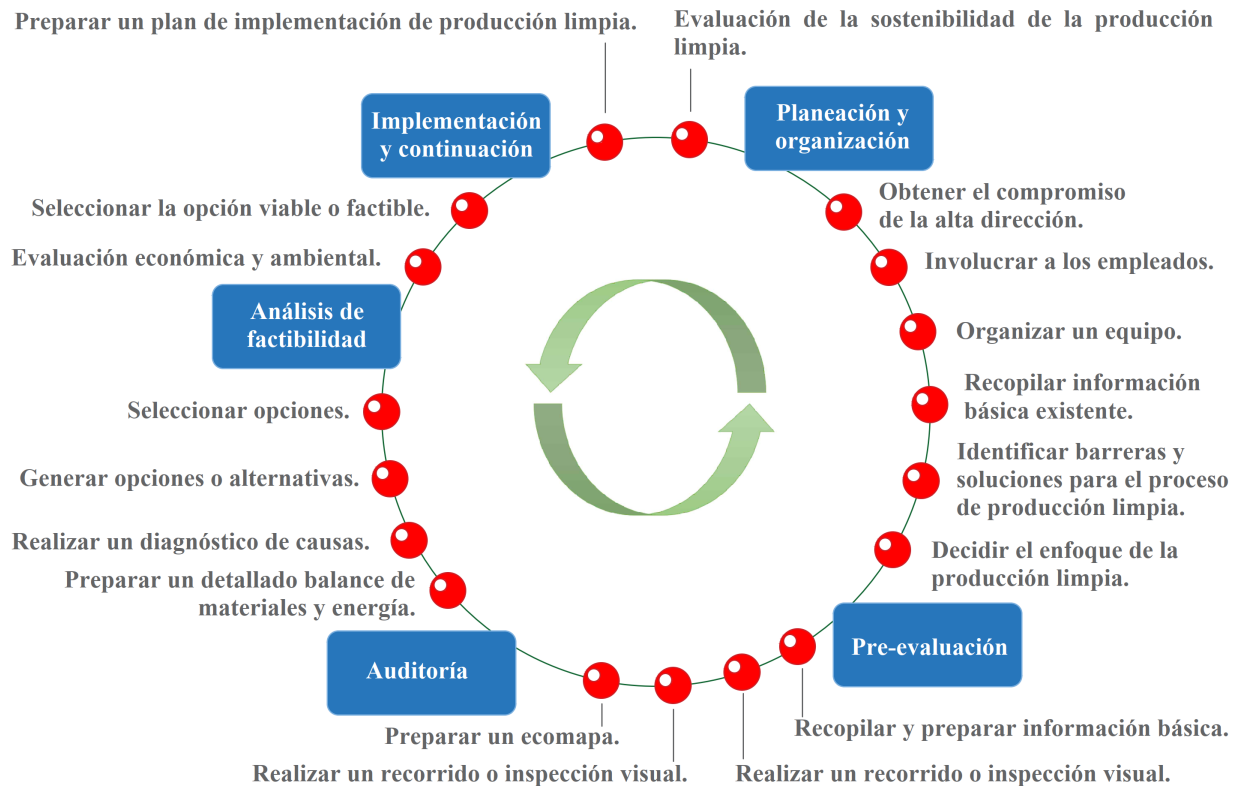 Preparar un plan de implementación de producción limpia.
Evaluación de la sostenibilidad de la producción
limpia.
Planeación y
organización
Obtener el compromiso
de la alta dirección.
Involucrar a los empleados.
Organizar un equipo.
Recopilar información
básica existente.
Identificar barreras y
soluciones para el proceso
de producción limpia.
Decidir el enfoque de la
producción limpia.
Pre-evaluación
Recopilar y preparar información básica.
Realizar un recorrido o inspección visual.
Realizar un recorrido o inspección visual.
Preparar un ecomapa.
Auditoría
Preparar un detallado balance de
materiales y energía.
Realizar un diagnóstico de causas.
Generar opciones o alternativas.
Seleccionar opciones.
Análisis de
factibilidad
Evaluación económica y ambiental.
Seleccionar la opción viable o factible.
Implementación
y continuación